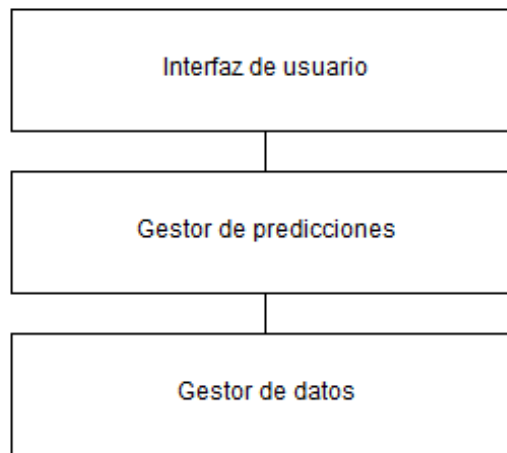 Interfaz de usuario
Gestor de predicciones
Gestor de datos